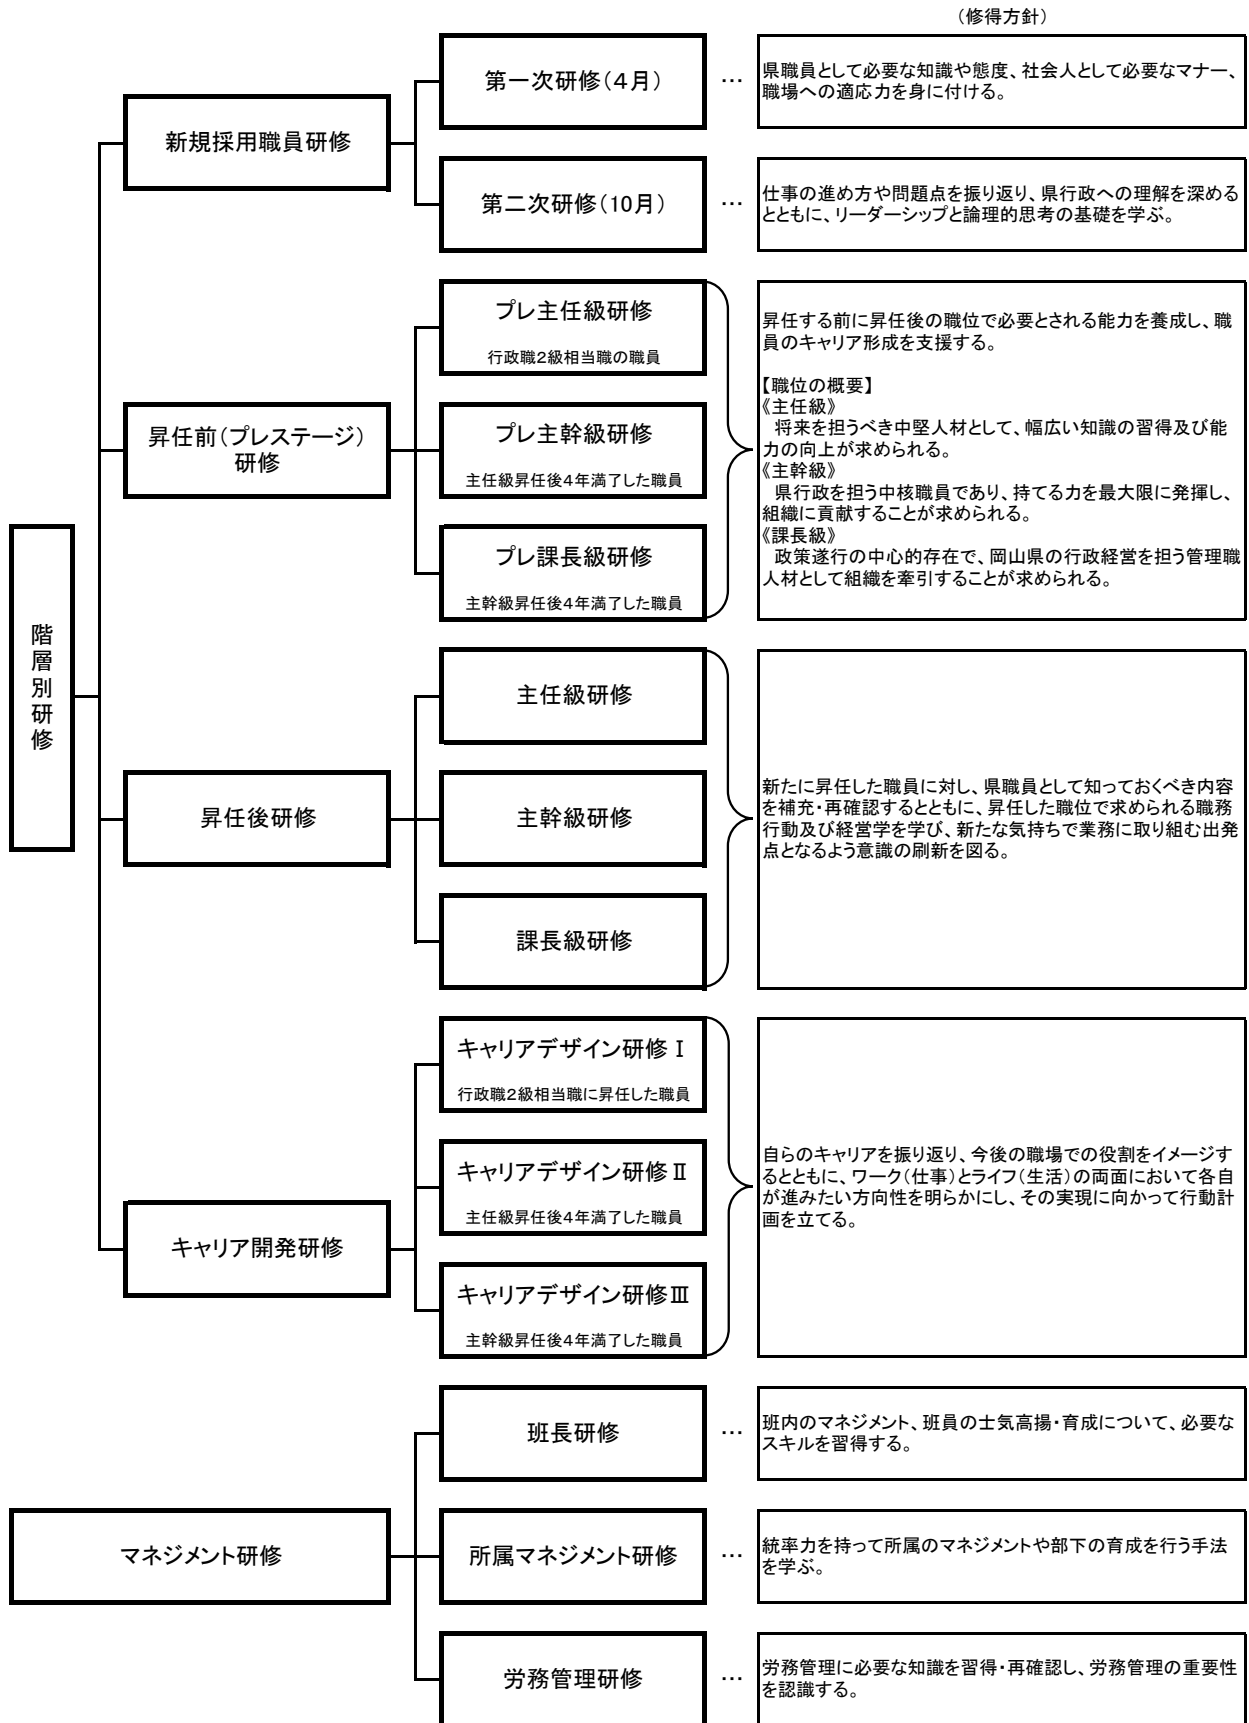 （修得方針）
第一次研修（４月）
…
県職員として必要な知識や態度、社会人として必要なマナー、
職場への適応力を身に付ける。
新規採用職員研修
第二次研修（10月）
…
仕事の進め方や問題点を振り返り、県行政への理解を深める
とともに、リーダーシップと論理的思考の基礎を学ぶ。
プレ主任級研修
行政職２級相当職の職員
昇任前（プレステージ）
研修
プレ主幹級研修
主任級昇任後４年満了した職員
プレ課長級研修
主幹級昇任後４年満了した職員
昇任する前に昇任後の職位で必要とされる能力を養成し、職
員のキャリア形成を支援する。
【職位の概要】
《主任級》
将来を担うべき中堅人材として、幅広い知識の習得及び能
力の向上が求められる。
《主幹級》
県行政を担う中核職員であり、持てる力を最大限に発揮し、
組織に貢献することが求められる。
《課長級》
政策遂行の中心的存在で、岡山県の行政経営を担う管理職
人材として組織を牽引することが求められる。
階層別研修
主任級研修
昇任後研修
主幹級研修
課長級研修
新たに昇任した職員に対し、県職員として知っておくべき内容
を補充・再確認するとともに、昇任した職位で求められる職務
行動及び経営学を学び、新たな気持ちで業務に取り組む出発
点となるよう意識の刷新を図る。
キャリアデザイン研修Ⅰ
行政職２級相当職に昇任した職員
キャリアデザイン研修Ⅱ
主任級昇任後４年満了した職員
キャリア開発研修
キャリアデザイン研修Ⅲ
主幹級昇任後４年満了した職員
自らのキャリアを振り返り、今後の職場での役割をイメージす
るとともに、ワーク（仕事）とライフ（生活）の両面において各自
が進みたい方向性を明らかにし、その実現に向かって行動計
画を立てる。
班長研修
…
班内のマネジメント、班員の士気高揚・育成について、必要な
スキルを習得する。
マネジメント研修
所属マネジメント研修
…
統率力を持って所属のマネジメントや部下の育成を行う手法
を学ぶ。
労務管理研修
…
労務管理に必要な知識を習得・再確認し、労務管理の重要性
を認識する。